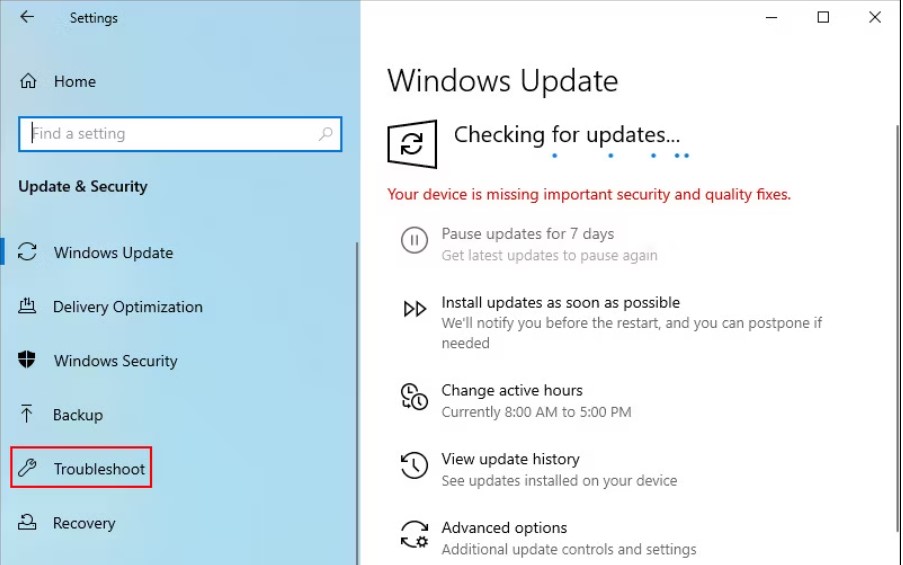 Settings
Home
Find a setting
Update & Security
Windows Update
Delivery Optimization
Windows Security
Backup
Troubleshoot
Recovery
Windows Update
Checking for updates...
Your device is missing important security and quality fixes.
Pause updates for 7 days
Get latest updates to pause again
Install updates as soon as possible
We'll notify you before the restart, and you can postpone if
needed
Change active hours
Currently 8:00 AM to 5:00 PM
View update history
See updates installed on your device
Advanced options
Additional update controls and settings